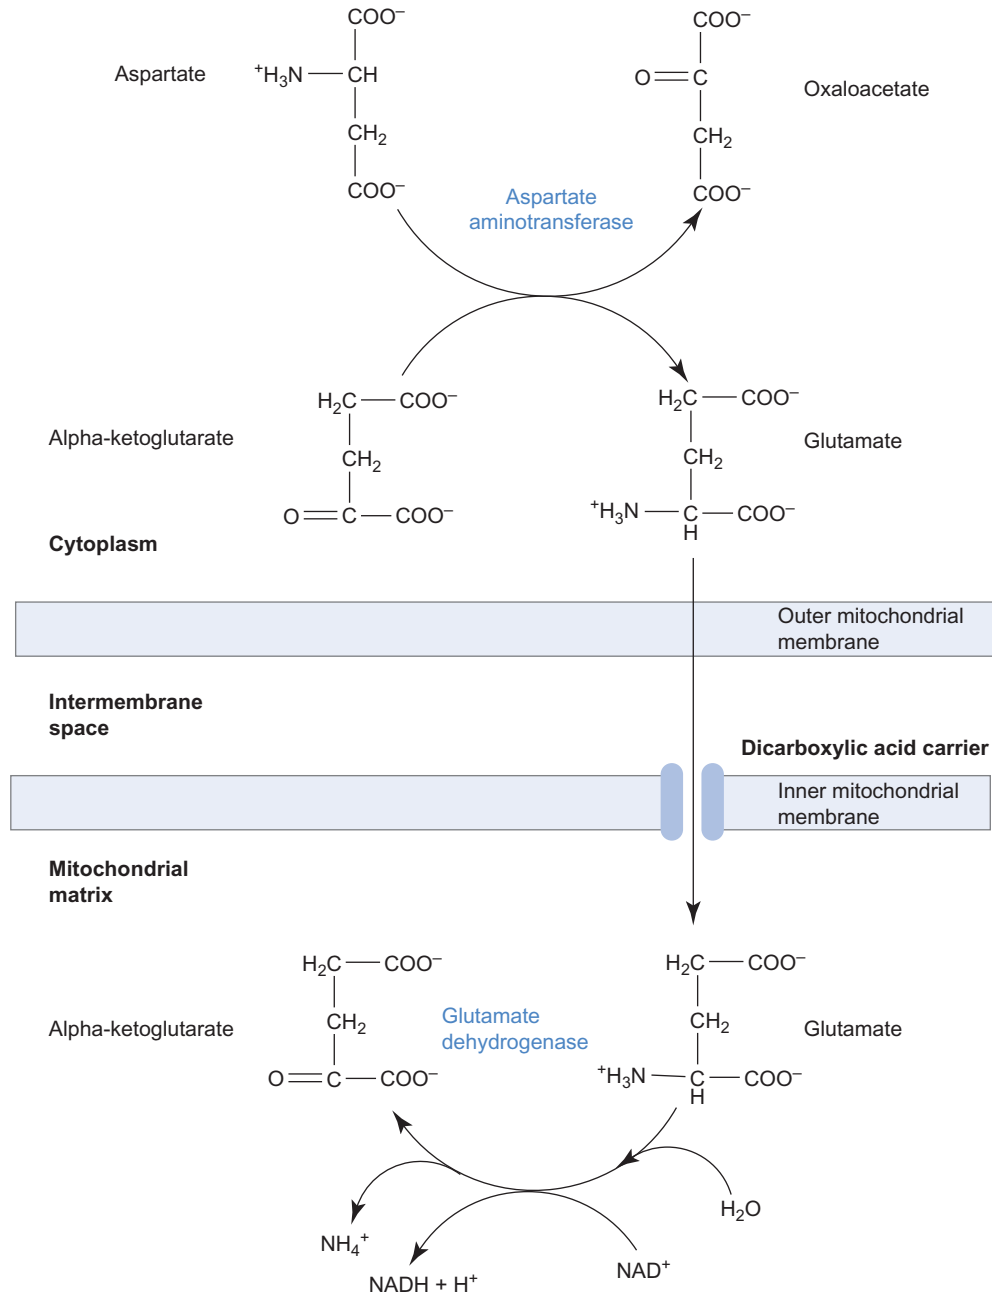 COO⁻
COO⁻
Aspartate
⁺H₃N
CH
O
C
Oxaloacetate
CH₂
CH₂
COO⁻
COO⁻
Aspartate
aminotransferase
H₂C
COO⁻
H₂C
COO⁻
Alpha-ketoglutarate
CH₂
CH₂
Glutamate
O
C
COO⁻
⁺H₃N
C
H
COO⁻
Cytoplasm
Outer mitochondrial
membrane
Intermembrane
space
Dicarboxylic acid carrier
Inner mitochondrial
membrane
Mitochondrial
matrix
H₂C
COO⁻
H₂C
COO⁻
Alpha-ketoglutarate
CH₂
Glutamate
dehydrogenase
CH₂
Glutamate
O
C
COO⁻
⁺H₃N
C
H
COO⁻
H₂O
NH₄⁺
NADH + H⁺
NAD⁺